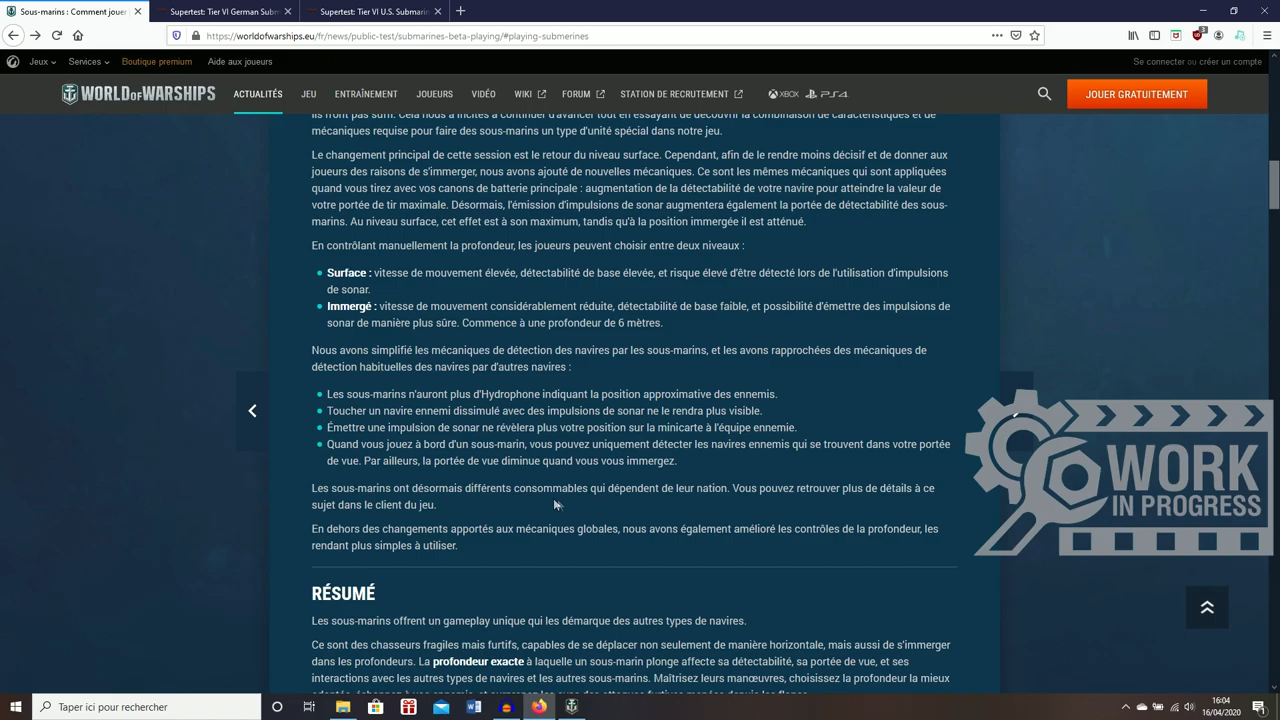 Sous-marins : Comment jouer
Supertest: Tier VI German Sub
Supertest: Tier VI U.S. Submarin
https://worldofwarships.eu/fr/news/public-test/submarines-beta-playing/#playing-submerines
Jeux
Services
Boutique premium
Aide aux joueurs
Se connecter ou créer un compte
WORLD OF WARSHIPS
ACTUALITÉS
JEU
ENTRAÎNEMENT
JOUEURS
VIDÉO
WIKI
FORUM
STATION DE RECRUTEMENT
XBOX
PS4
JOUER GRATUITEMENT
ils n'ont pas suffi. Cela nous a incités à continuer d'avancer tout en essayant de découvrir la combinaison de caractéristiques et de
mécaniques requise pour faire des sous-marins un type d'unité spécial dans notre jeu.
Le changement principal de cette session est le retour du niveau surface. Cependant, afin de le rendre moins décisif et de donner aux
joueurs des raisons de s'immerger, nous avons ajouté de nouvelles mécaniques. Ce sont les mêmes mécaniques qui sont appliquées
quand vous tirez avec vos canons de batterie principale : augmentation de la détectabilité de votre navire pour atteindre la valeur de
votre portée de tir maximale. Désormais, l'émission d'impulsions de sonar augmentera également la portée de détectabilité des sous-
marins. Au niveau surface, cet effet est à son maximum, tandis qu'à la position immergée il est atténué.
En contrôlant manuellement la profondeur, les joueurs peuvent choisir entre deux niveaux :
Surface : vitesse de mouvement élevée, détectabilité de base élevée, et risque élevé d'être détecté lors de l'utilisation d'impulsions
de sonar.
Immergé : vitesse de mouvement considérablement réduite, détectabilité de base faible, et possibilité d'émettre des impulsions de
sonar de manière plus sûre. Commence à une profondeur de 6 mètres.
Nous avons simplifié les mécaniques de détection des navires par les sous-marins, et les avons rapprochées des mécaniques de
détection habituelles des navires par d'autres navires :
Les sous-marins n'auront plus d'Hydrophone indiquant la position approximative des ennemis.
Toucher un navire ennemi dissimulé avec des impulsions de sonar ne le rendra plus visible.
Émettre une impulsion de sonar ne révèlera plus votre position sur la minicarte à l'équipe ennemie.
Quand vous jouez à bord d'un sous-marin, vous pouvez uniquement détecter les navires ennemis qui se trouvent dans votre portée
de vue. Par ailleurs, la portée de vue diminue quand vous vous immergez.
Les sous-marins ont désormais différents consommables qui dépendent de leur nation. Vous pouvez retrouver plus de détails à ce
sujet dans le client du jeu.
En dehors des changements apportés aux mécaniques globales, nous avons également amélioré les contrôles de la profondeur, les
rendant plus simples à utiliser.
WORK
IN PROGRESS
RÉSUMÉ
Les sous-marins offrent un gameplay unique qui les démarque des autres types de navires.
Ce sont des chasseurs fragiles mais furtifs, capables de se déplacer non seulement de manière horizontale, mais aussi de s'immerger
dans les profondeurs. La profondeur exacte à laquelle un sous-marin plonge affecte sa détectabilité, sa portée de vue, et ses
interactions avec les autres types de navires et les autres sous-marins. Maîtrisez leurs manœuvres, choisissez la profondeur la mieux
Taper ici pour rechercher
16:04
16/04/2020